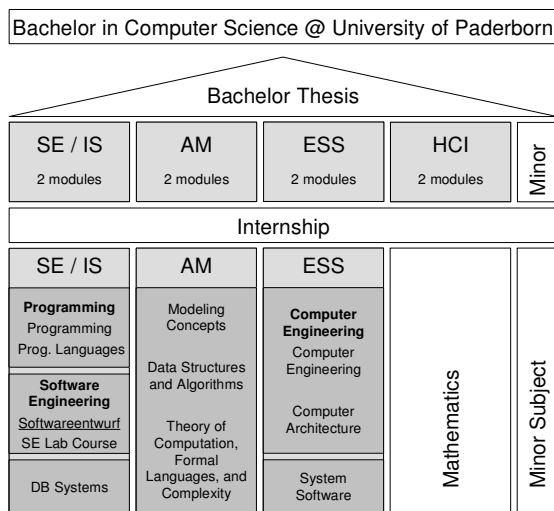 Bachelor in Computer Science @ University of Paderborn
Bachelor Thesis
SE / IS
2 modules
AM
2 modules
ESS
2 modules
HCI
2 modules
Minor
Internship
SE / IS
Programming
Programming
Prog. Languages
Software
Engineering
Softwareentwurf
SE Lab Course
DB Systems
AM
Modeling
Concepts
Data Structures
and Algorithms
Theory of
Computation,
Formal
Languages, and
Complexity
ESS
Computer
Engineering
Computer
Engineering
Computer
Architecture
System
Software
Mathematics
Minor Subject